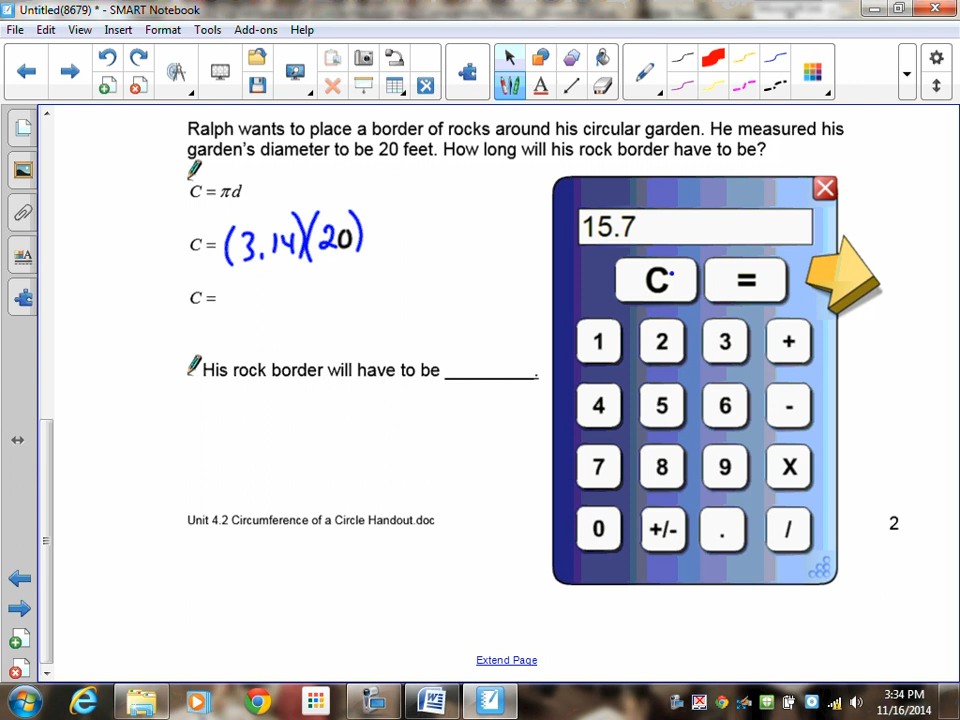 Untitled(8679) * - SMART Notebook
File Edit View Insert Format Tools Add-ons Help
Ralph wants to place a border of rocks around his circular garden. He measured his
garden's diameter to be 20 feet. How long will his rock border have to be?
C = πd
C = (3.14)(20)
C =
His rock border will have to be __________.
Unit 4.2 Circumference of a Circle Handout.doc
15.7
C =
1 2 3 +
4 5 6 -
7 8 9 X
0 +/- . /
2
Extend Page
3:34 PM
11/16/2014